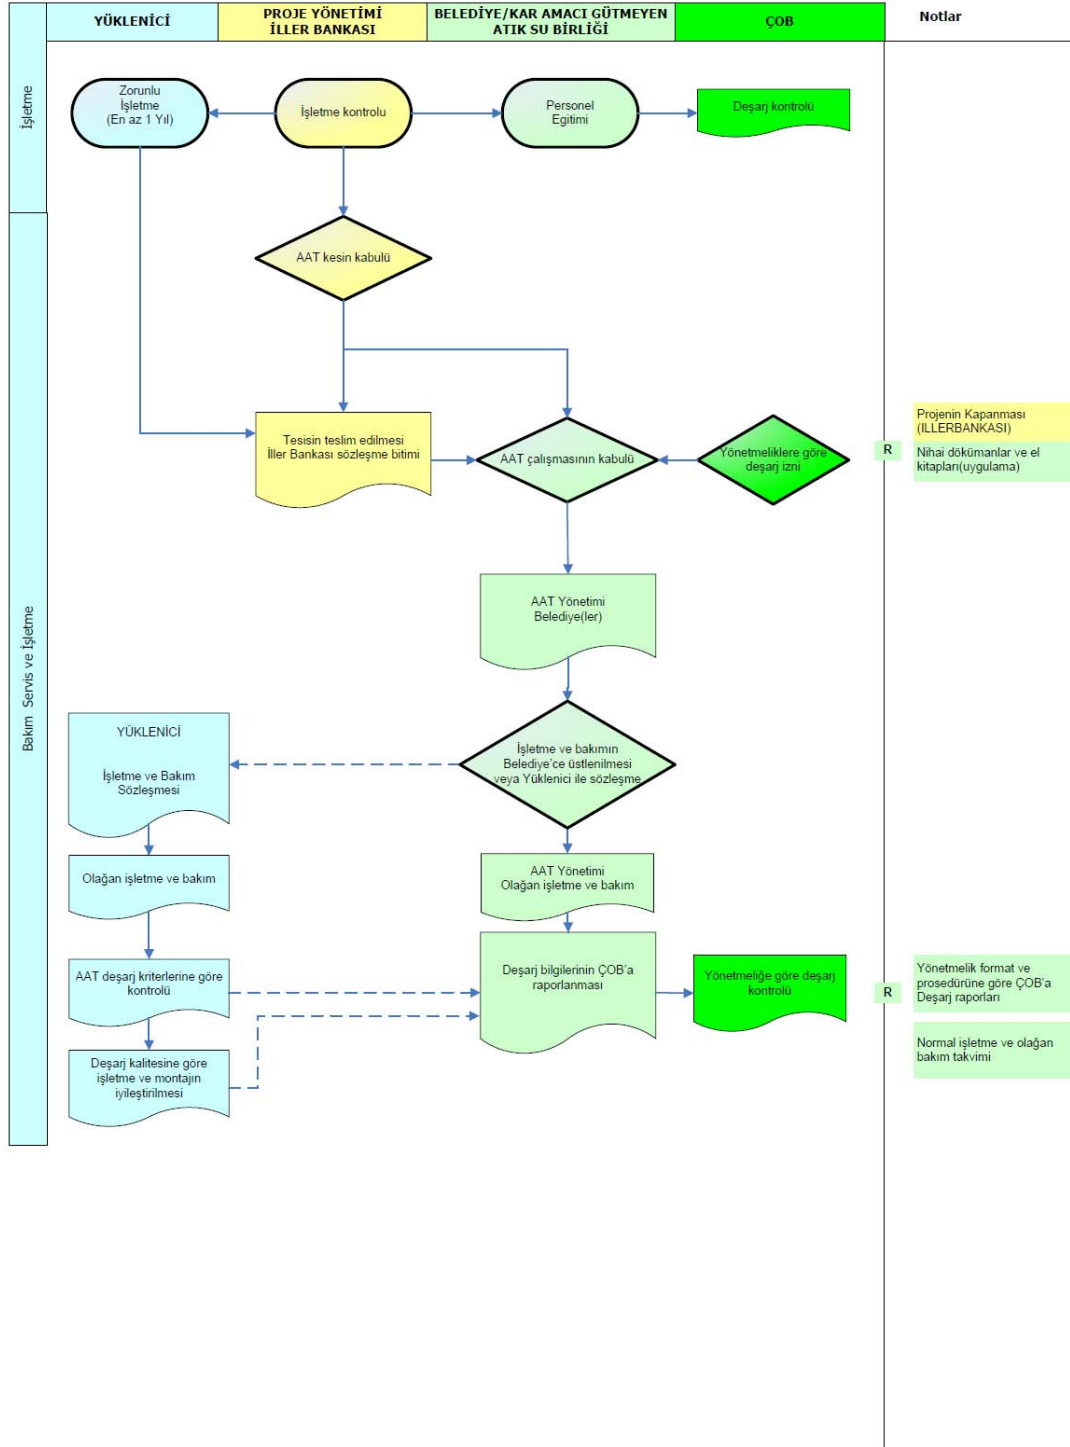 YÜKLENİCİ
PROJE YÖNETİMİ
İLLER BANKASI
BELEDİYE/KAR AMACI GÜTMEYEN
ATIK SU BİRLİĞİ
ÇOB
Notlar
İşletme
Zorunlu
İşletme
(En az 1 Yıl)
İşletme kontrolu
Personel
Egitimi
Deşarj kontrolü
AAT kesin kabulü
Bakım Servis ve İşletme
Tesisin teslim edilmesi
İller Bankası sözleşme bitimi
AAT çalışmasının kabulü
Yönetmeliklere göre
deşarj izni
R
Projenin Kapanması
(ILLERBANKASI)
Nihai dökümanlar ve el
kitapları(uygulama)
AAT Yönetimi
Belediye(ler)
YÜKLENİCİ
İşletme ve Bakım
Sözleşmesi
İşletme ve bakımın
Belediye'ce üstlenilmesi
veya Yüklenici ile sözleşme
Olağan işletme ve bakım
AAT Yönetimi
Olağan işletme ve bakım
AAT deşarj kriterlerine göre
kontrolü
Deşarj bilgilerinin ÇOB'a
raporlanması
Yönetmeliğe göre deşarj
kontrolü
R
Yönetmelik format ve
prosedürüne göre ÇOB'a
Deşarj raporları
Deşarj kalitesine göre
işletme ve montajın
iyileştirilmesi
Normal işletme ve olağan
bakım takvimi